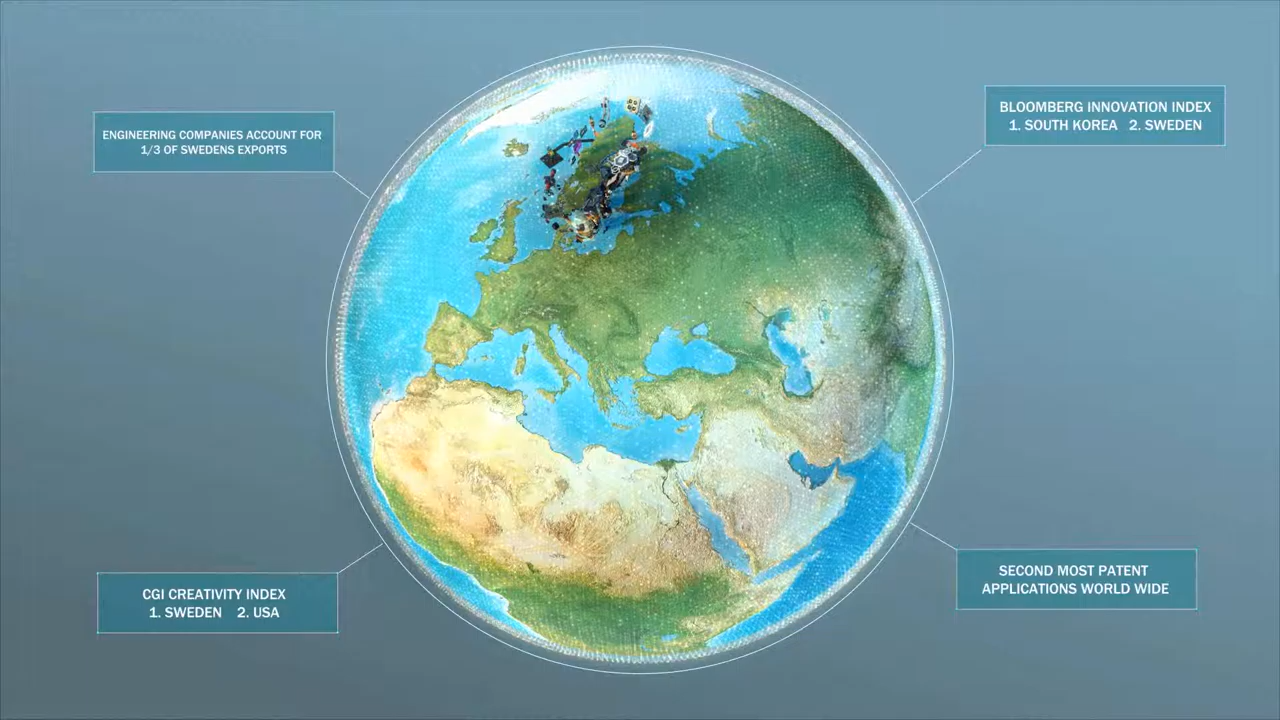 ENGINEERING COMPANIES ACCOUNT FOR
1/3 OF SWEDENS EXPORTS
BLOOMBERG INNOVATION INDEX
1. SOUTH KOREA 2. SWEDEN
CGI CREATIVITY INDEX
1. SWEDEN 2. USA
SECOND MOST PATENT
APPLICATIONS WORLD WIDE